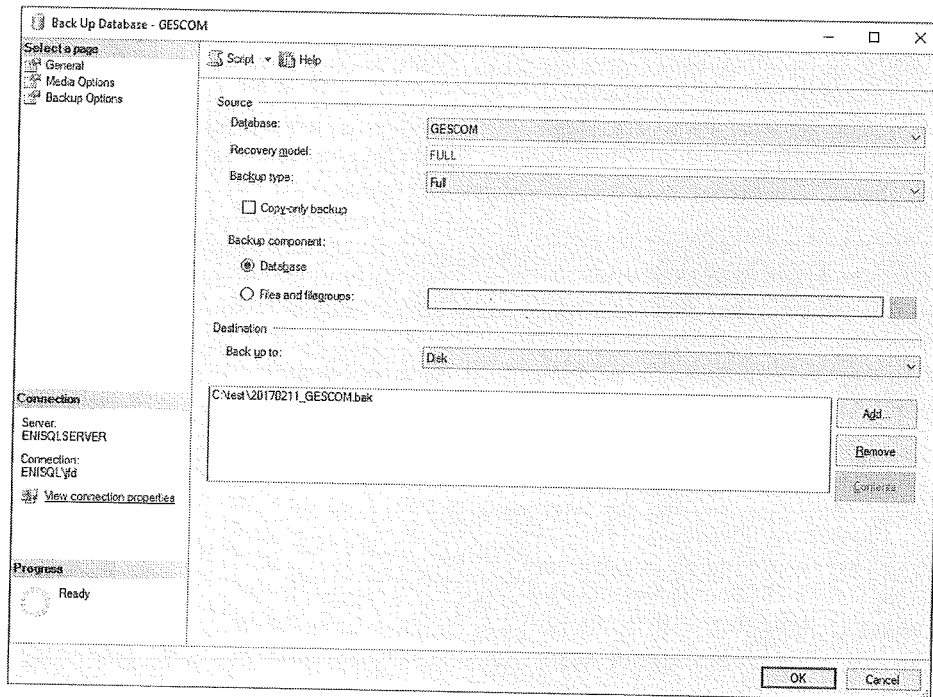 Back Up Database - GESCOM
Select a page
General
Media Options
Backup Options
Script
Help
Source
Database:
GESCOM
Recovery model:
FULL
Backup type:
Full
Copy-only backup
Backup component:
Database
Files and filegroups:
Destination
Back up to:
Disk
C:\test\20170211_GESCOM.bak
Add...
Remove
Contents
Connection
Server:
ENISQLSERVER
Connection:
ENISQL\jfd
View connection properties
Progress
Ready
OK
Cancel